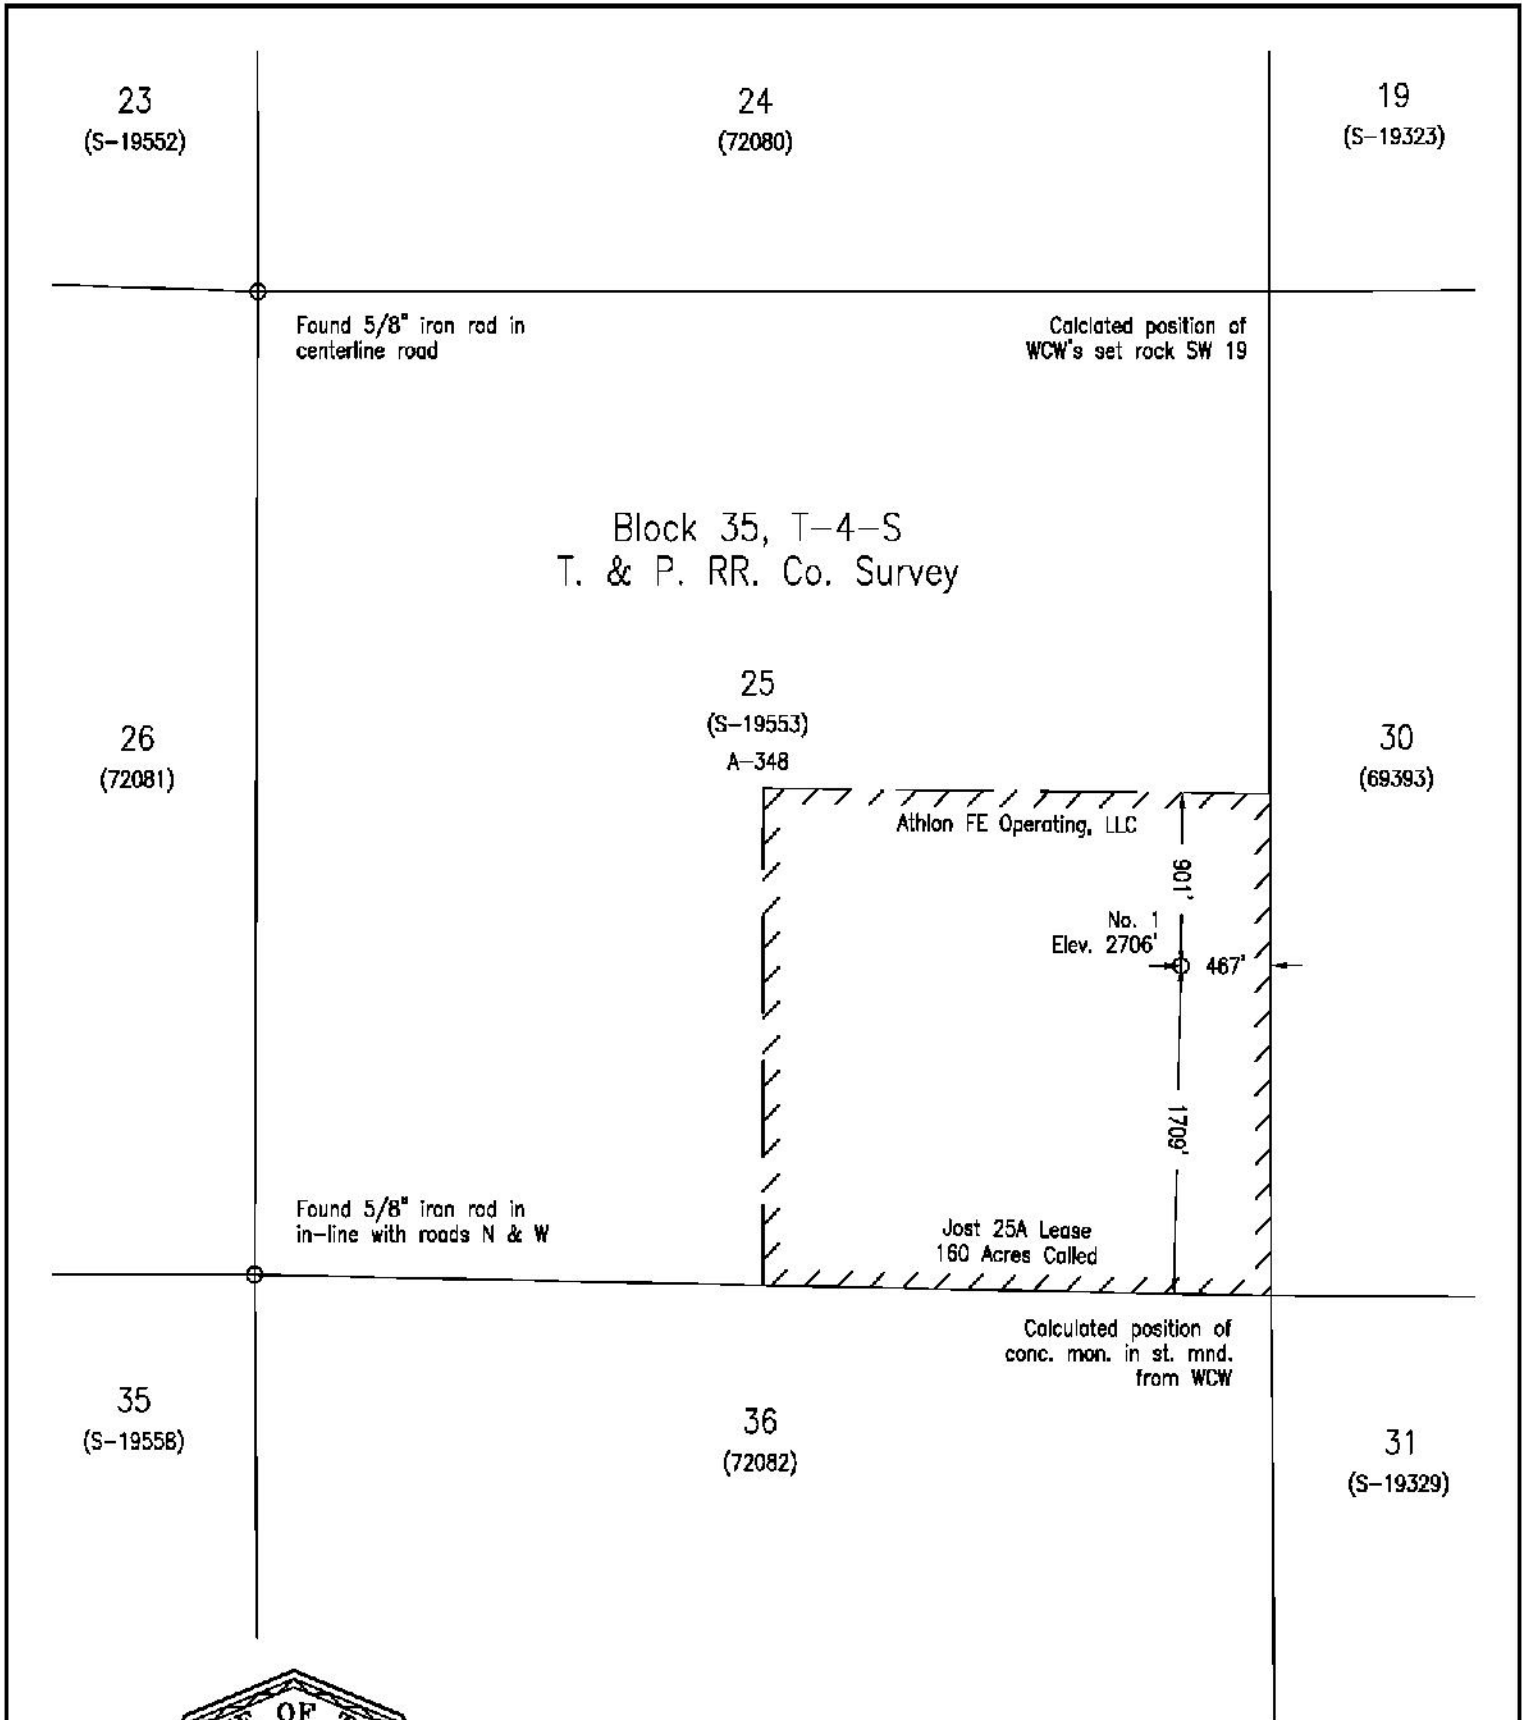 23
(S-19552)
24
(72080)
19
(S-19323)
Found 5/8" iron rod in
centerline road
Calclated position of
WCW's set rock SW 19
Block 35, T-4-S
T. & P. RR. Co. Survey
25
(S-19553)
A-348
26
(72081)
30
(69393)
Athlon FE Operating, LLC
901'
No. 1
Elev. 2706'
467'
1709'
Found 5/8" iron rod in
in-line with roads N & W
Jost 25A Lease
160 Acres Called
Calculated position of
conc. mon. in st. mnd.
from WCW
35
(S-19558)
36
(72082)
31
(S-19329)
OF